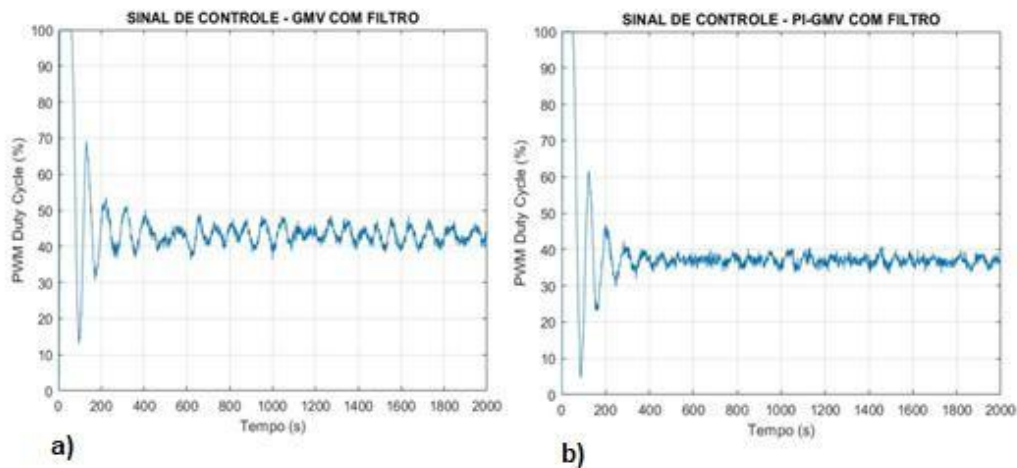 SINAL DE CONTROLE - GMV COM FILTRO
PWM Duty Cycle (%)
100
90
80
70
60
50
40
30
20
10
0
0 200 400 600 800 1000 1200 1400 1600 1800 2000
Tempo (s)
a)
SINAL DE CONTROLE - PI-GMV COM FILTRO
PWM Duty Cycle (%)
100
90
80
70
60
50
40
30
20
10
0
0 200 400 600 800 1000 1200 1400 1600 1800 2000
Tempo (s)
b)